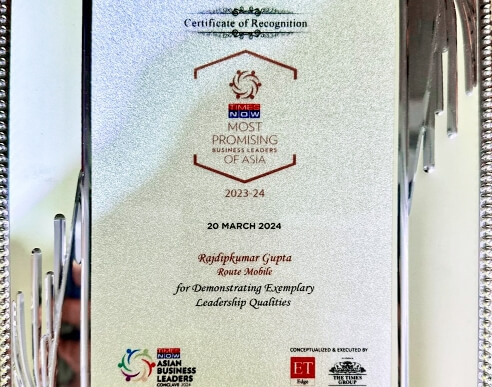 Certificate of Recognition
TIMES
NOW
MOST
PROMISING
BUSINESS LEADERS
OF ASIA
2023-24
20 MARCH 2024
Rajdipkumar Gupta
Route Mobile
for Demonstrating Exemplary
Leadership Qualities
TIMES
NOW
ASIAN
BUSINESS
LEADERS
CONCLAVE 2024
CONCEPTUALIZED & EXECUTED BY
ET
Edge
THE TIMES
GROUP